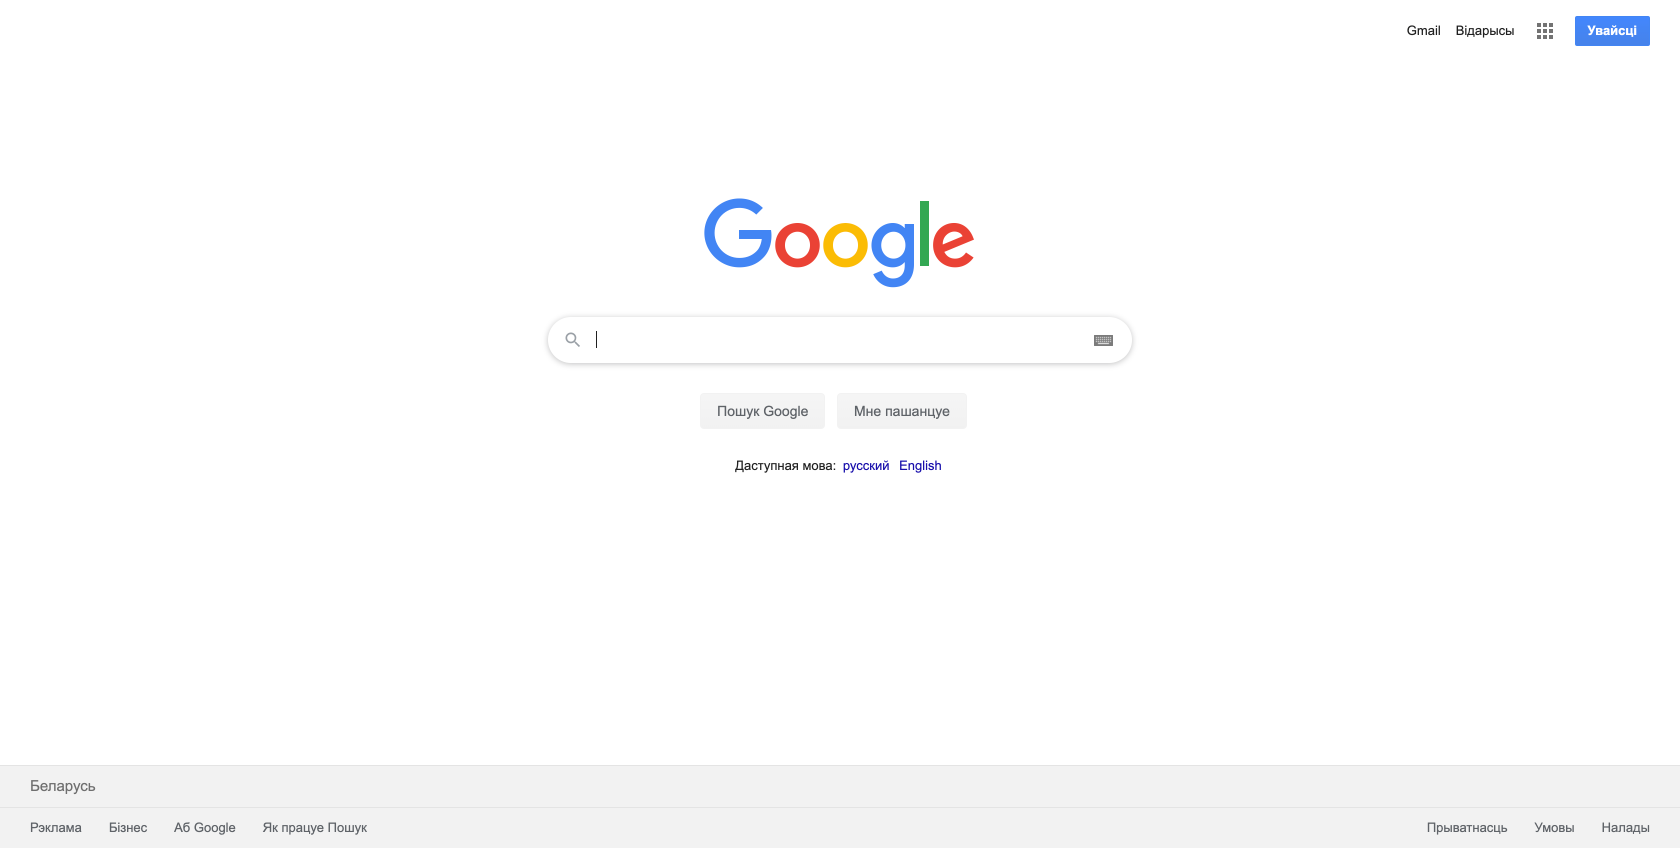 Gmail Відарысы Увайсці
Google
Пошук Google Мне пашанцуе
Даступная мова: русский English
Беларусь
Рэклама Бізнес Аб Google Як працуе Пошук Прыватнасць Умовы Налады